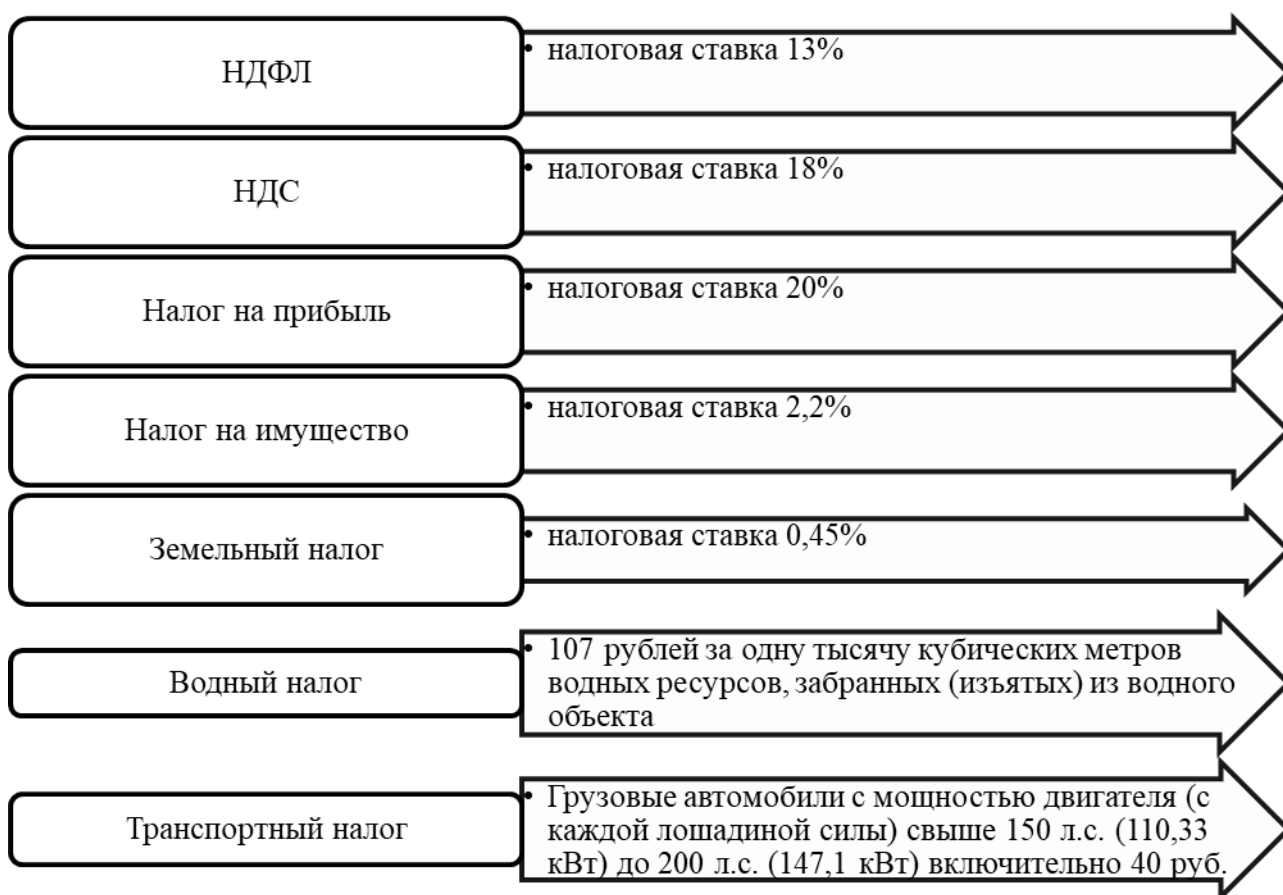 НДФЛ
• налоговая ставка 13%
НДС
• налоговая ставка 18%
Налог на прибыль
• налоговая ставка 20%
Налог на имущество
• налоговая ставка 2,2%
Земельный налог
• налоговая ставка 0,45%
Водный налог
• 107 рублей за одну тысячу кубических метров
водных ресурсов, забранных (изъятых) из водного
объекта
Транспортный налог
• Грузовые автомобили с мощностью двигателя (с
каждой лошадиной силы) свыше 150 л.с. (110,33
кВт) до 200 л.с. (147,1 кВт) включительно 40 руб.